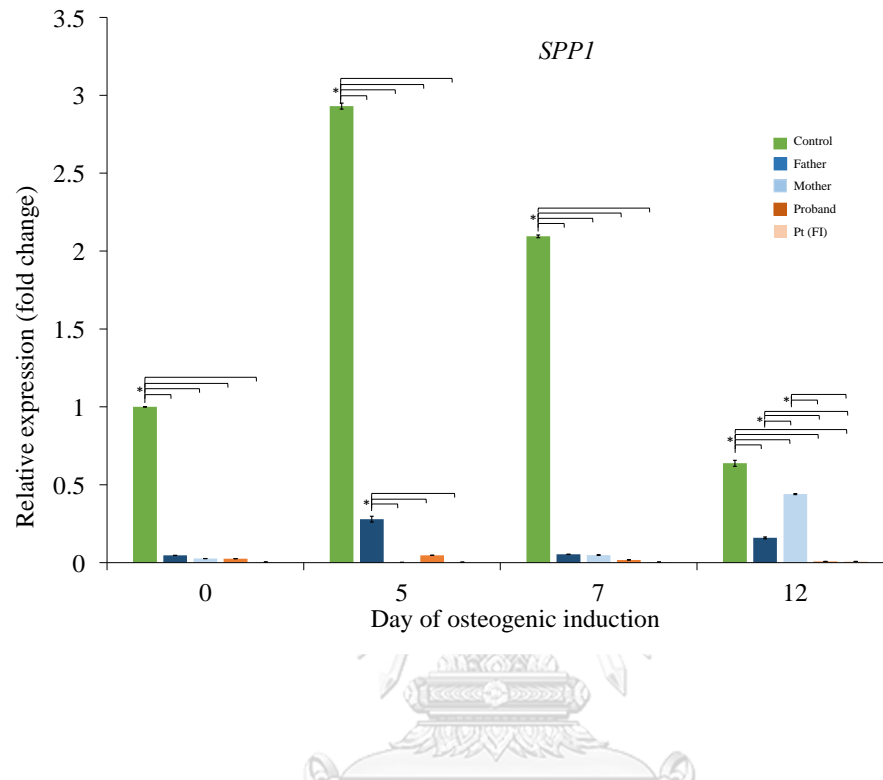 SPP1
3.5
3
2.5
2
1.5
1
0.5
0
Relative expression (fold change)
Control
Father
Mother
Proband
Pt (FI)
*
*
*
*
*
*
*
0 5 7 12
Day of osteogenic induction